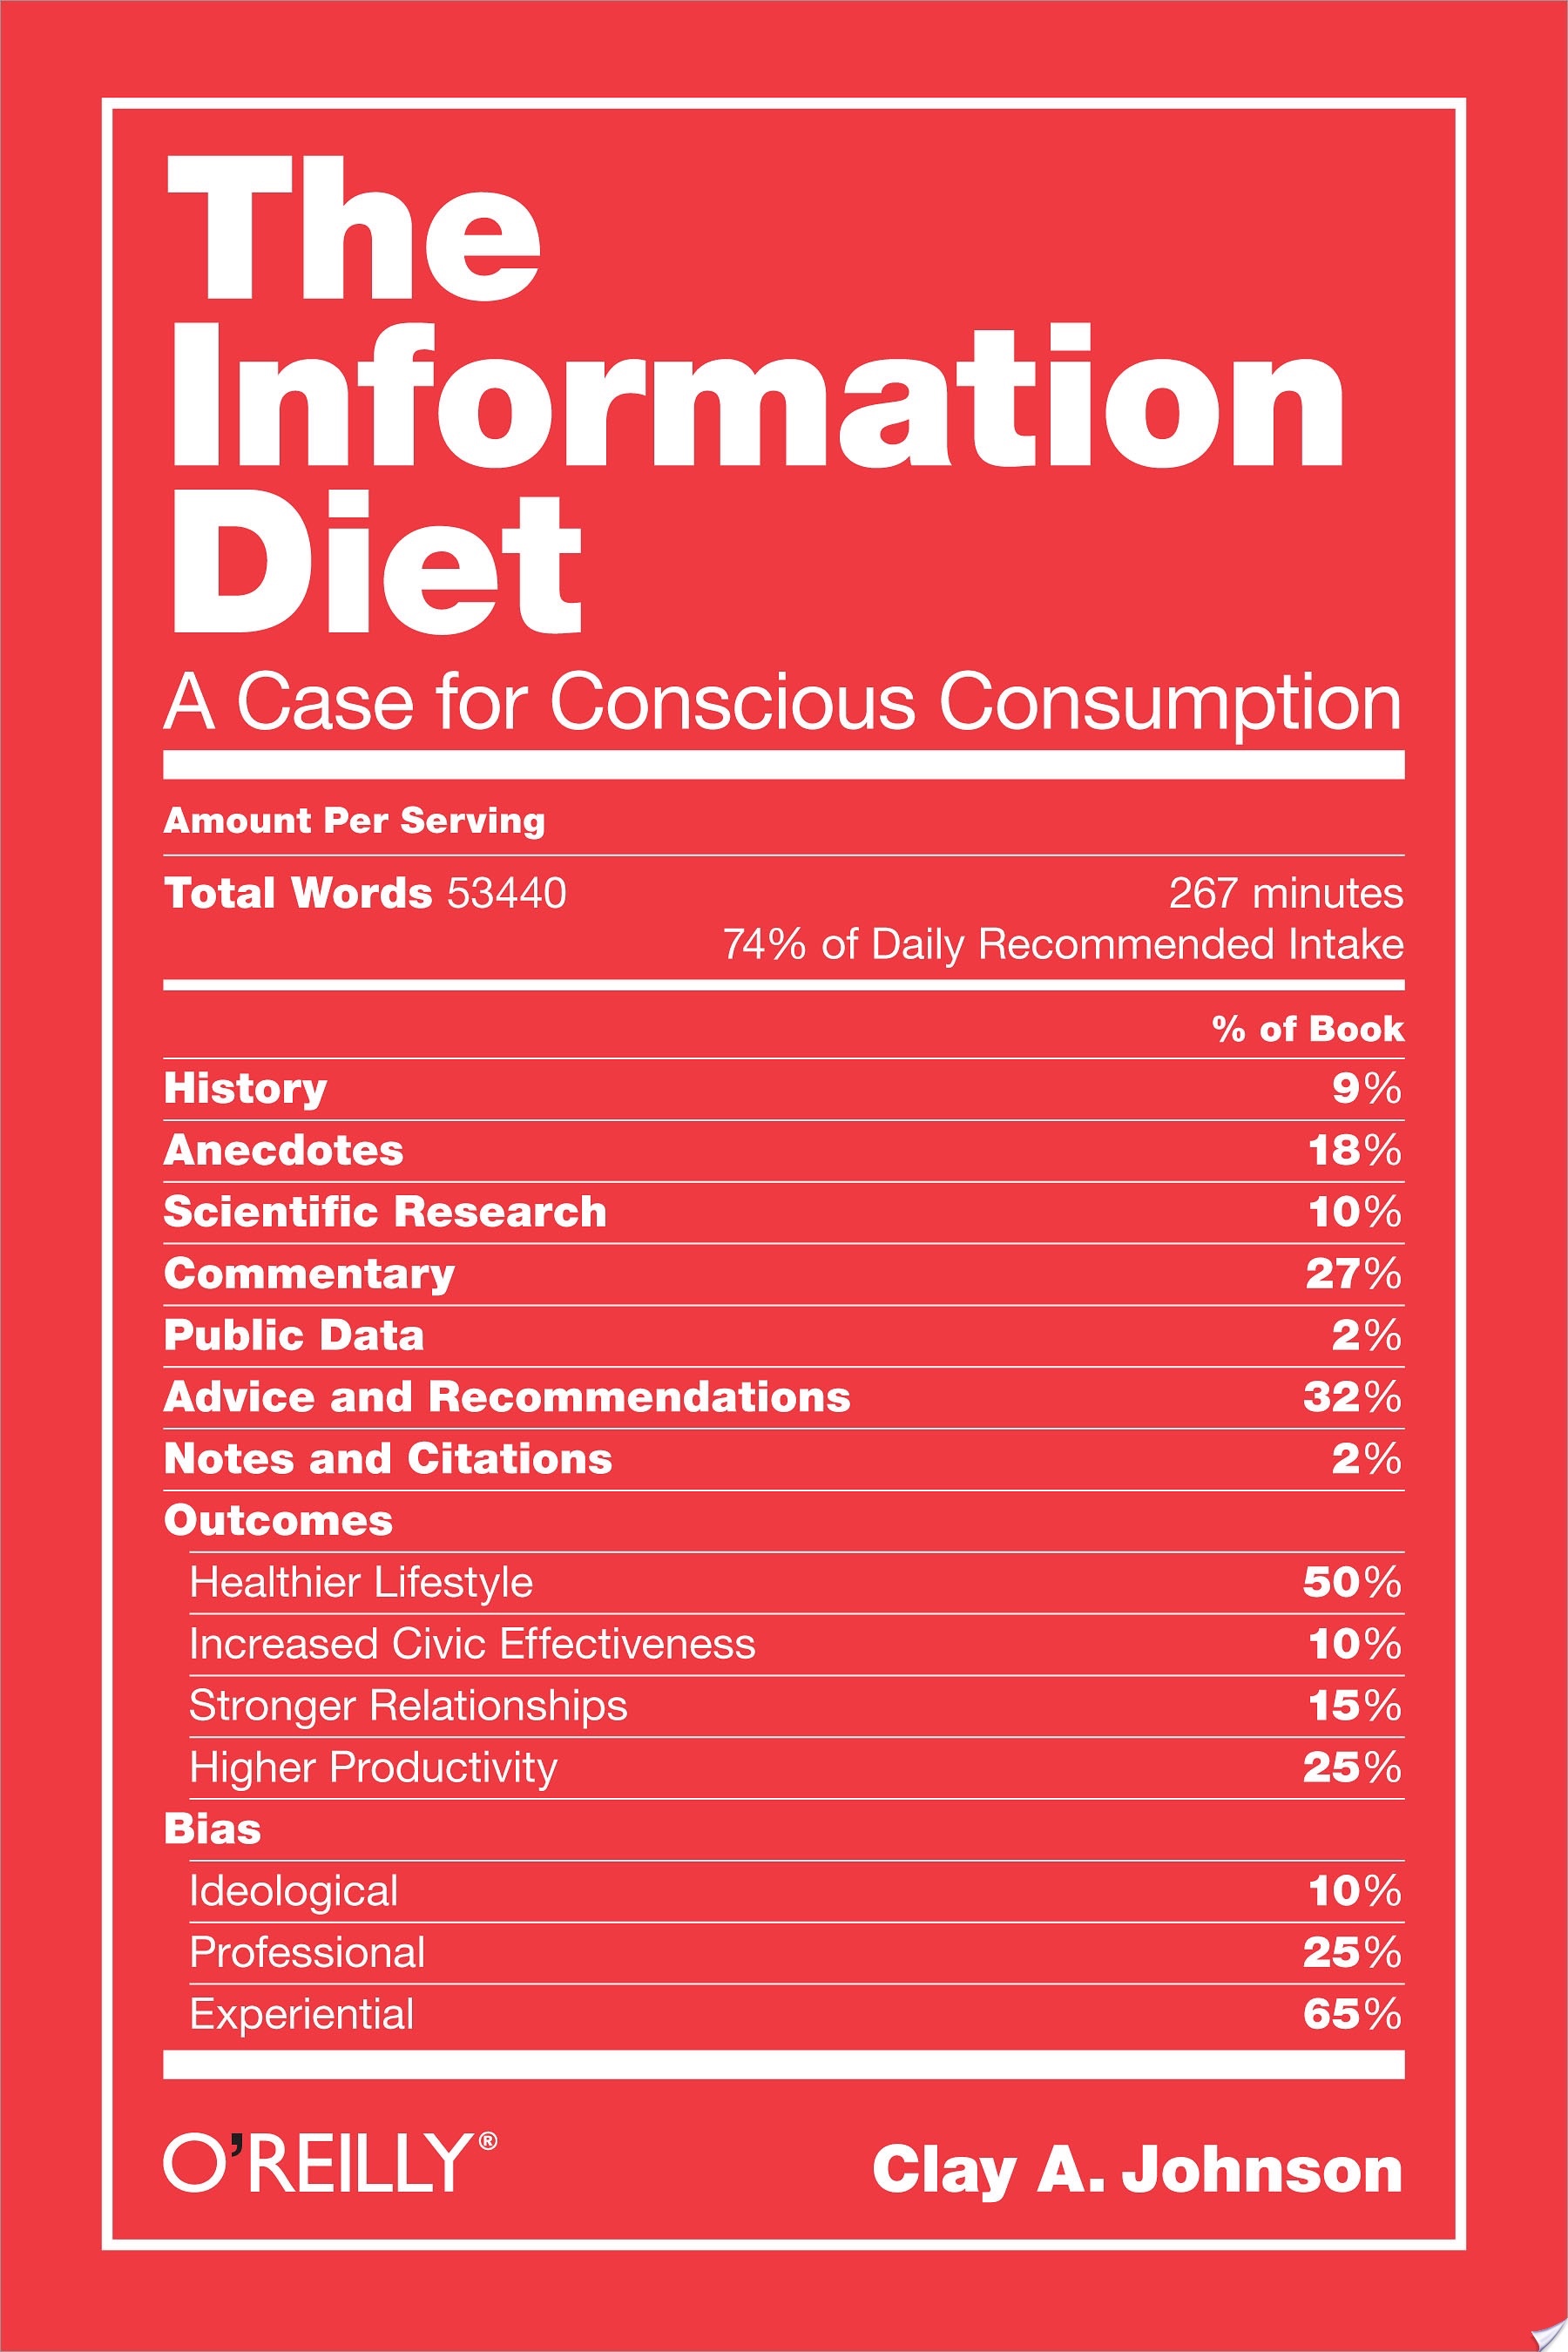 The
Information
Diet
A Case for Conscious Consumption
Amount Per Serving
Total Words 53440 267 minutes
74% of Daily Recommended Intake
% of Book
History 9%
Anecdotes 18%
Scientific Research 10%
Commentary 27%
Public Data 2%
Advice and Recommendations 32%
Notes and Citations 2%
Outcomes
Healthier Lifestyle 50%
Increased Civic Effectiveness 10%
Stronger Relationships 15%
Higher Productivity 25%
Bias
Ideological 10%
Professional 25%
Experiential 65%
O'REILLY® Clay A. Johnson